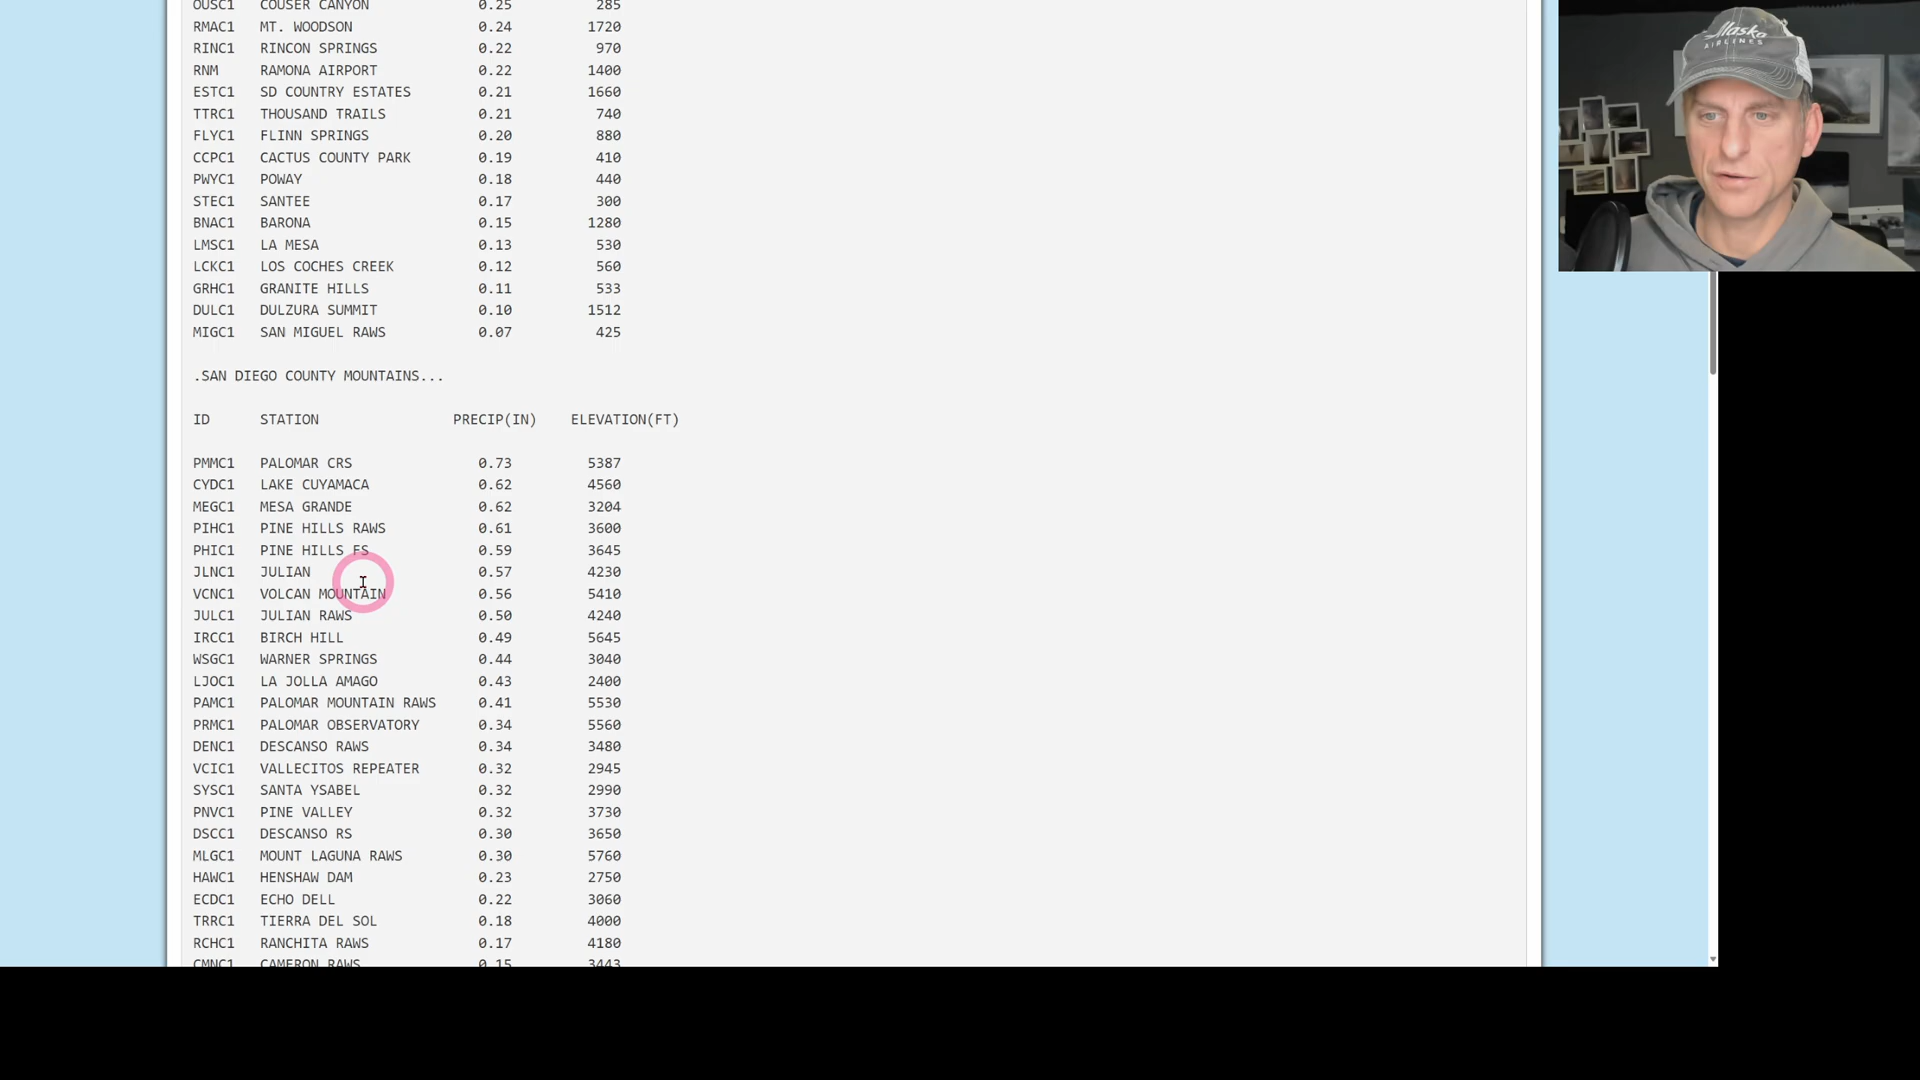 OUSC1 COUSER CANYON 0.25 285
RMAC1 MT. WOODSON 0.24 1720
RINC1 RINCON SPRINGS 0.22 970
RNM RAMONA AIRPORT 0.22 1400
ESTC1 SD COUNTRY ESTATES 0.21 1660
TTRC1 THOUSAND TRAILS 0.21 740
FLYC1 FLINN SPRINGS 0.20 880
CCPC1 CACTUS COUNTY PARK 0.19 410
PWYC1 POWAY 0.18 440
STEC1 SANTEE 0.17 300
BNAC1 BARONA 0.15 1280
LMSC1 LA MESA 0.13 530
LCKC1 LOS COCHES CREEK 0.12 560
GRHC1 GRANITE HILLS 0.11 533
DULC1 DULZURA SUMMIT 0.10 1512
MIGC1 SAN MIGUEL RAWS 0.07 425
.SAN DIEGO COUNTY MOUNTAINS...
ID STATION PRECIP(IN) ELEVATION(FT)
PMMC1 PALOMAR CRS 0.73 5387
CYDC1 LAKE CUYAMACA 0.62 4560
MEGC1 MESA GRANDE 0.62 3204
PIHC1 PINE HILLS RAWS 0.61 3600
PHIC1 PINE HILLS FS 0.59 3645
JLNC1 JULIAN 0.57 4230
VCNC1 VOLCAN MOUNTAIN 0.56 5410
JULC1 JULIAN RAWS 0.50 4240
IRCC1 BIRCH HILL 0.49 5645
WSGC1 WARNER SPRINGS 0.44 3040
LJOC1 LA JOLLA AMAGO 0.43 2400
PAMC1 PALOMAR MOUNTAIN RAWS 0.41 5530
PRMC1 PALOMAR OBSERVATORY 0.34 5560
DENC1 DESCANSO RAWS 0.34 3480
VCIC1 VALLECITOS REPEATER 0.32 2945
SYSC1 SANTA YSABEL 0.32 2990
PNVC1 PINE VALLEY 0.32 3730
DSCC1 DESCANSO RS 0.30 3650
MLGC1 MOUNT LAGUNA RAWS 0.30 5760
HAWC1 HENSHAW DAM 0.23 2750
ECDC1 ECHO DELL 0.22 3060
TRRC1 TIERRA DEL SOL 0.18 4000
RCHC1 RANCHITA RAWS 0.17 4180
CMNC1 CAMERON RAWS 0.15 3443
Alaska
AIRLINES